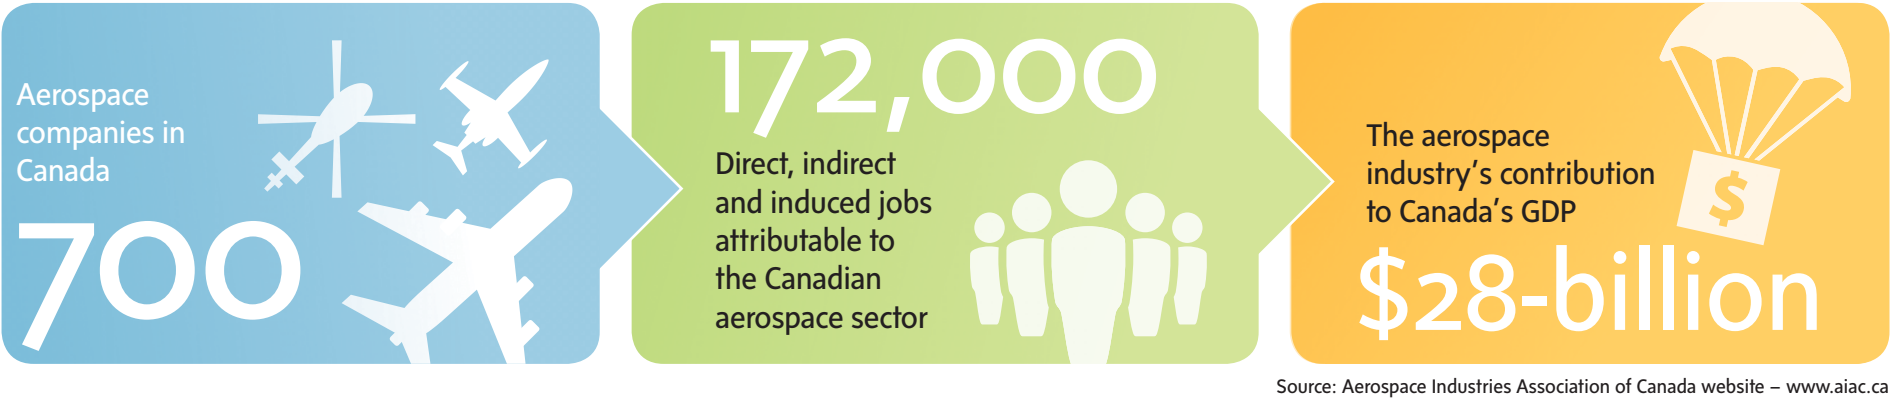 Aerospace
companies in
Canada
700
172,000
Direct, indirect
and induced jobs
attributable to
the Canadian
aerospace sector
The aerospace
industry’s contribution
to Canada’s GDP
$
$28-billion
Source: Aerospace Industries Association of Canada website – www.aiac.ca